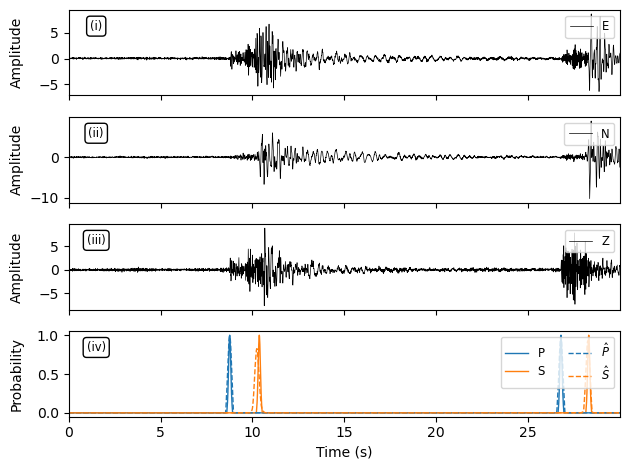 (i)
E
Amplitude
5
0
−5
(ii)
N
Amplitude
0
−10
(iii)
Z
Amplitude
5
0
−5
(iv)
P
S
P̂
Ŝ
Probability
1.0
0.5
0.0
0 5 10 15 20 25
Time (s)